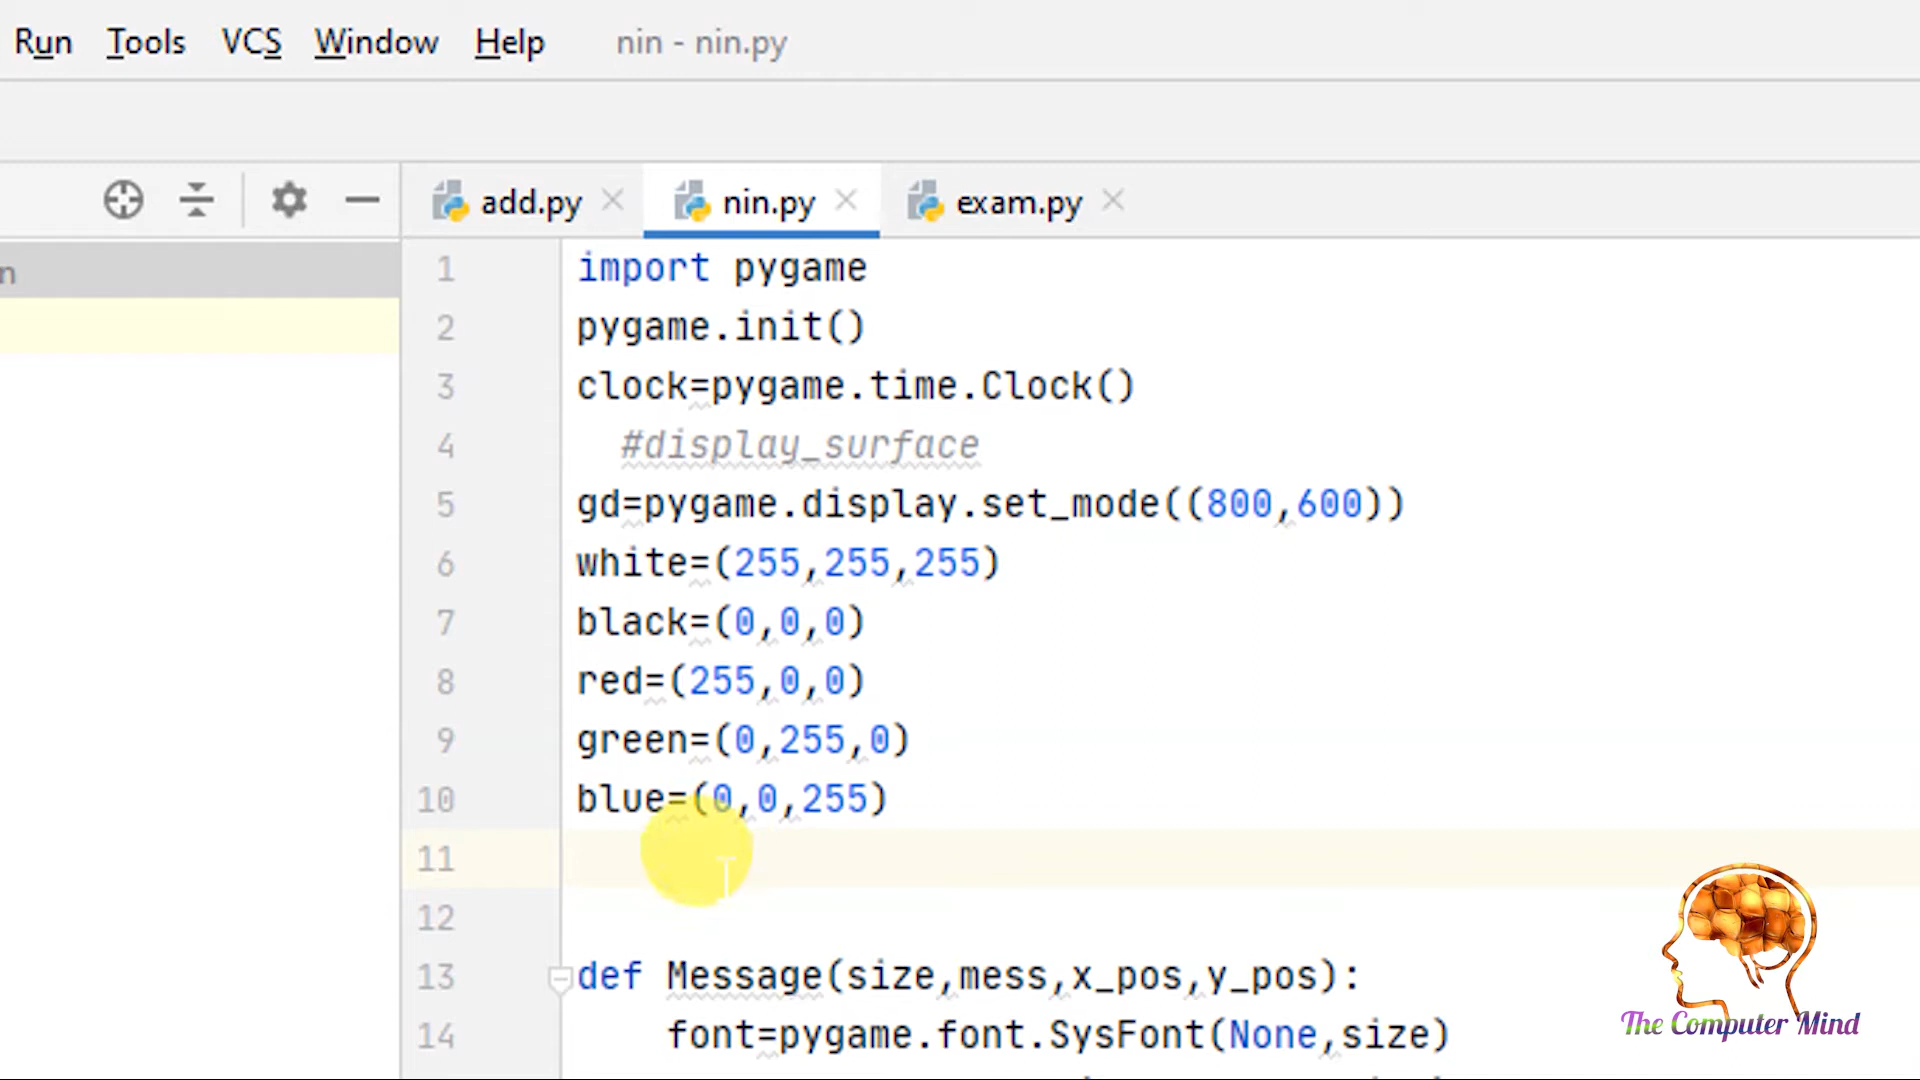 Run Tools VCS Window Help nin - nin.py
add.py nin.py exam.py
n
1 import pygame
2 pygame.init()
3 clock=pygame.time.Clock()
4 #display_surface
5 gd=pygame.display.set_mode((800,600))
6 white=(255,255,255)
7 black=(0,0,0)
8 red=(255,0,0)
9 green=(0,255,0)
10 blue=(0,0,255)
11
12
13 def Message(size,mess,x_pos,y_pos):
14 font=pygame.font.SysFont(None,size)
The Computer Mind